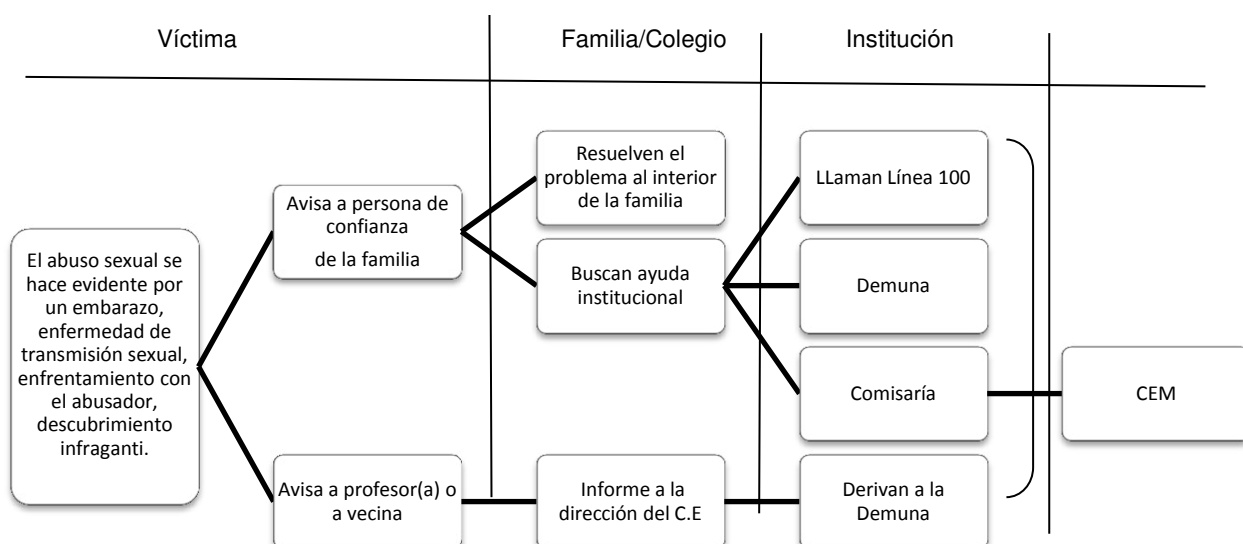 Víctima
Familia/Colegio
Institución
El abuso sexual se
hace evidente por
un embarazo,
enfermedad de
transmisión sexual,
enfrentamiento con
el abusador,
descubrimiento
infraganti.
Avisa a persona de
confianza
de la familia
Avisa a profesor(a) o
a vecina
Resuelven el
problema al interior
de la familia
Buscan ayuda
institucional
Informe a la
dirección del C.E
LLaman Línea 100
Demuna
Comisaría
Derivan a la
Demuna
CEM